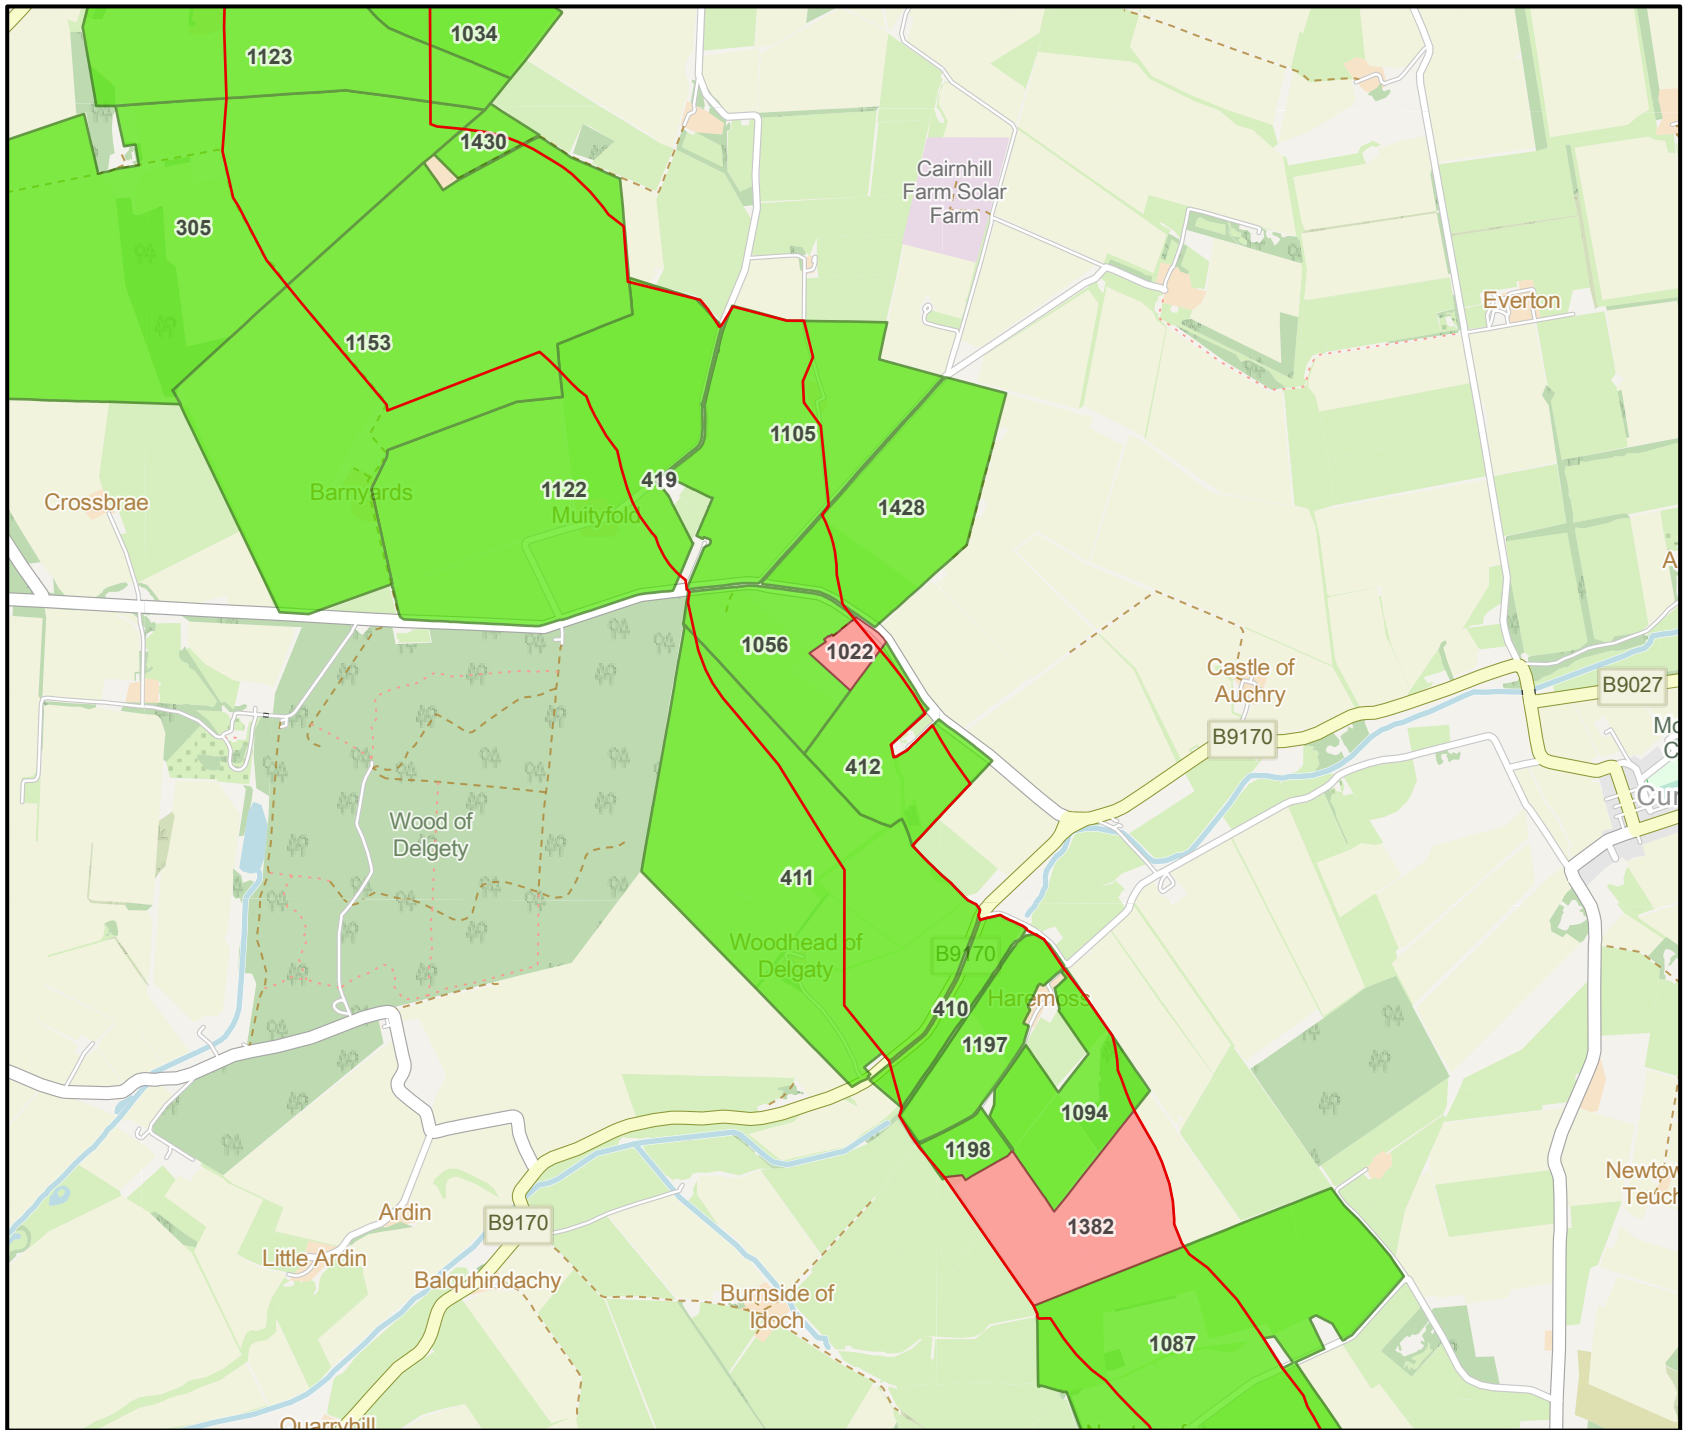 1034
1123
1430
Cairnhill
Farm Solar
Farm
305
Everton
1153
1105
419
1122
Barnyards
Muityfold
Crossbrae
1428
1056
1022
Castle of
Auchry
B9027
B9170
412
Wood of
Delgety
411
Woodhead of
Delgaty
B9170
410
Haremoss
1197
1094
1198
Ardin
B9170
1382
Little Ardin
Balquhindachy
Burnside of
Idoch
1087
Quarryhill